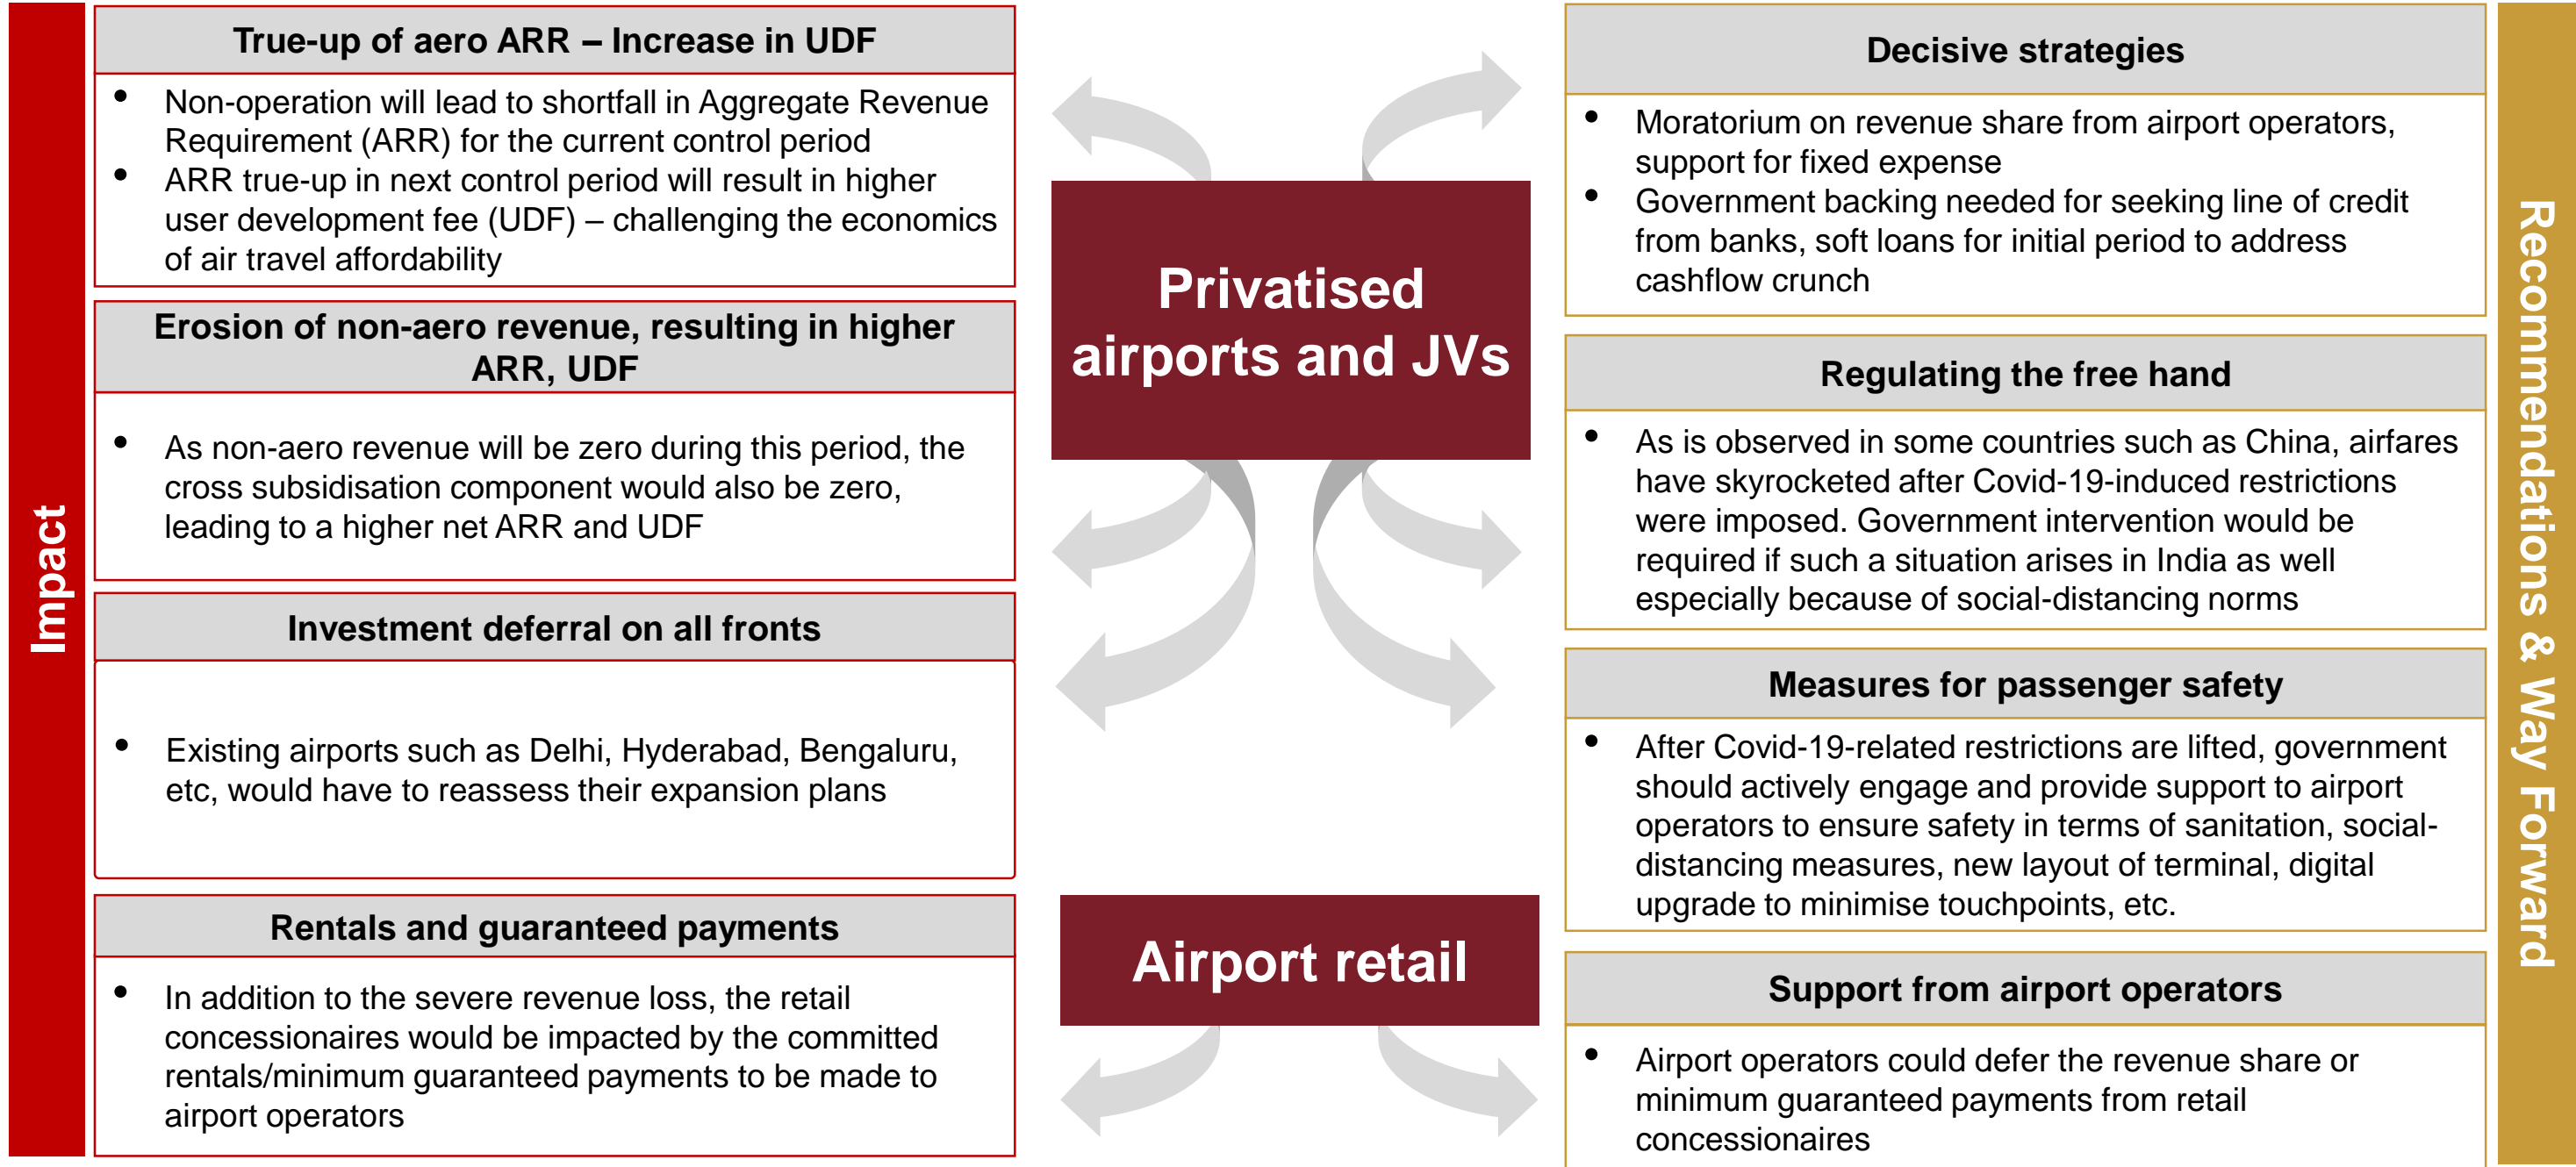 Impact
True-up of aero ARR – Increase in UDF
• Non-operation will lead to shortfall in Aggregate Revenue
Requirement (ARR) for the current control period
• ARR true-up in next control period will result in higher
user development fee (UDF) – challenging the economics
of air travel affordability
Erosion of non-aero revenue, resulting in higher
ARR, UDF
• As non-aero revenue will be zero during this period, the
cross subsidisation component would also be zero,
leading to a higher net ARR and UDF
Investment deferral on all fronts
• Existing airports such as Delhi, Hyderabad, Bengaluru,
etc, would have to reassess their expansion plans
Rentals and guaranteed payments
• In addition to the severe revenue loss, the retail
concessionaires would be impacted by the committed
rentals/minimum guaranteed payments to be made to
airport operators
Privatised
airports and JVs
Airport retail
Decisive strategies
• Moratorium on revenue share from airport operators,
support for fixed expense
• Government backing needed for seeking line of credit
from banks, soft loans for initial period to address
cashflow crunch
Regulating the free hand
• As is observed in some countries such as China, airfares
have skyrocketed after Covid-19-induced restrictions
were imposed. Government intervention would be
required if such a situation arises in India as well
especially because of social-distancing norms
Measures for passenger safety
• After Covid-19-related restrictions are lifted, government
should actively engage and provide support to airport
operators to ensure safety in terms of sanitation, social-
distancing measures, new layout of terminal, digital
upgrade to minimise touchpoints, etc.
Support from airport operators
• Airport operators could defer the revenue share or
minimum guaranteed payments from retail
concessionaires
Recommendations & Way Forward